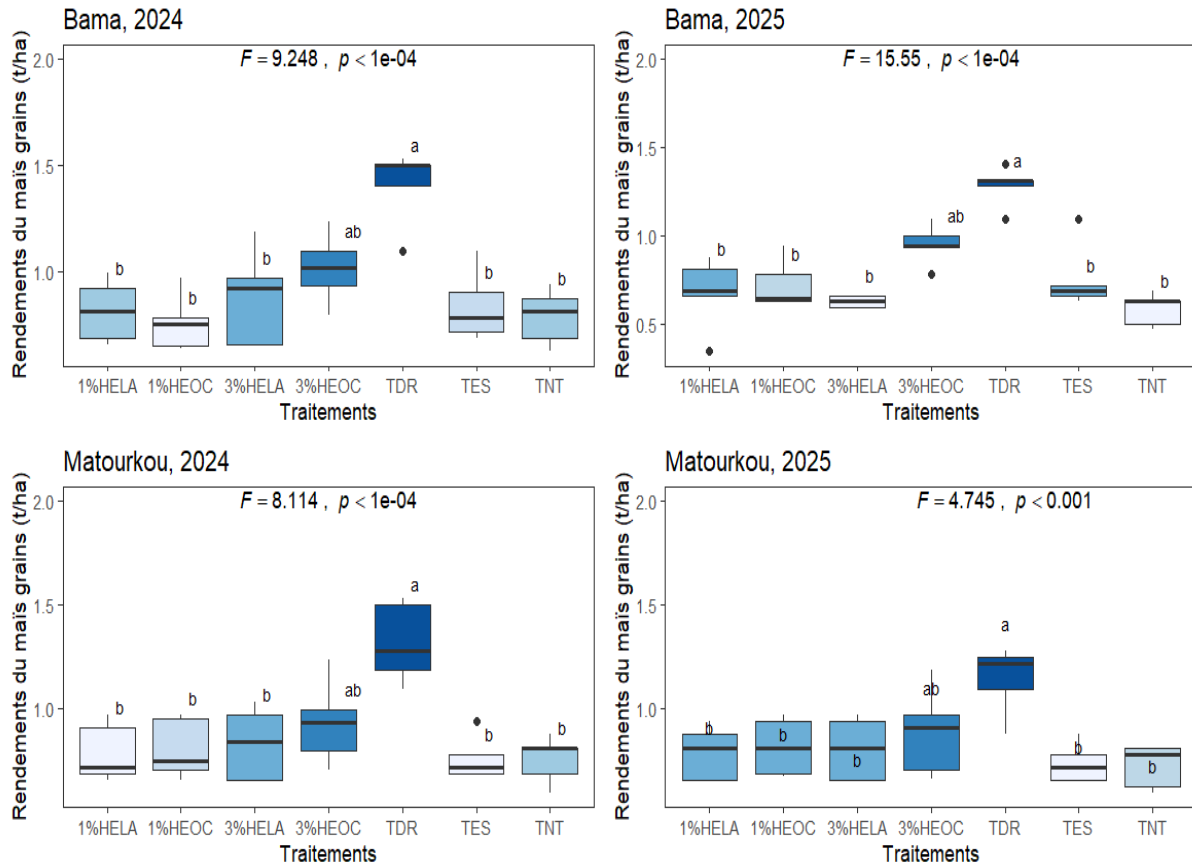 Bama, 2024
Rendements du maïs grains (t/ha)
F = 9.248 , p < 1e-04
2.0
1.5
1.0
b
b
b
ab
a
b
b
1%HELA 1%HEOC 3%HELA 3%HEOC TDR TES TNT
Traitements
Bama, 2025
Rendements du maïs grains (t/ha)
F = 15.55 , p < 1e-04
2.0
1.5
1.0
0.5
b
b
b
ab
a
b
b
1%HELA 1%HEOC 3%HELA 3%HEOC TDR TES TNT
Traitements
Matourkou, 2024
Rendements du maïs grains (t/ha)
F = 8.114 , p < 1e-04
2.0
1.5
1.0
b
b
b
ab
a
b
b
1%HELA 1%HEOC 3%HELA 3%HEOC TDR TES TNT
Traitements
Matourkou, 2025
Rendements du maïs grains (t/ha)
F = 4.745 , p < 0.001
2.0
1.5
1.0
b
b
b
ab
a
b
b
1%HELA 1%HEOC 3%HELA 3%HEOC TDR TES TNT
Traitements